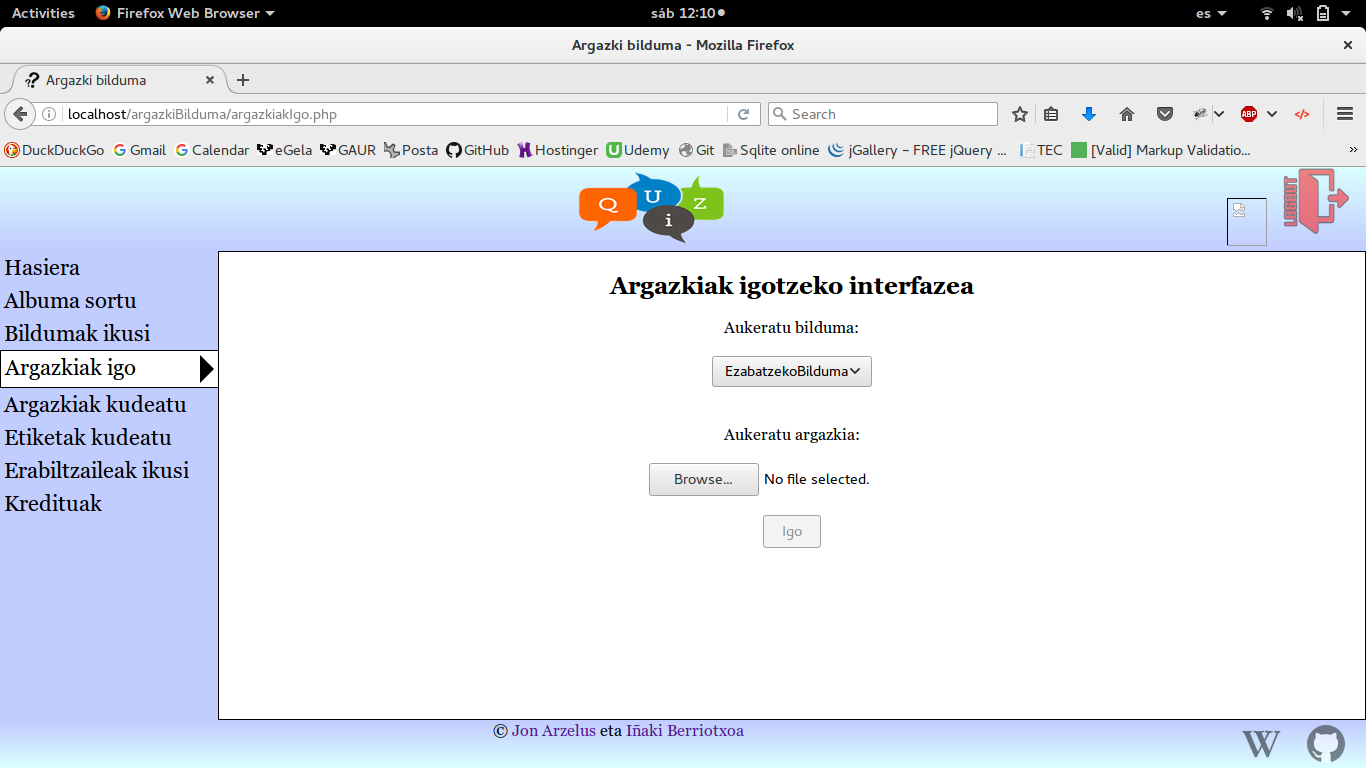 Activities Firefox Web Browser sáb 12:10 es
Argazki bilduma - Mozilla Firefox
Argazki bilduma
localhost/argazkiBilduma/argazkiakIgo.php Search ABP
DuckDuckGo Gmail Calendar eGela GAUR Posta GitHub Hostinger Udemy Git Sqlite online jGallery – FREE jQuery ... TEC [Valid] Markup Validatio...
Q U i Z
LOGOUT
Hasiera
Albuma sortu
Bildumak ikusi
Argazkiak igo
Argazkiak kudeatu
Etiketak kudeatu
Erabiltzaileak ikusi
Kredituak
Argazkiak igotzeko interfazea
Aukeratu bilduma:
EzabatzekoBilduma
Aukeratu argazkia:
Browse... No file selected.
Igo
© Jon Arzelus eta Iñaki Berriotxoa
W